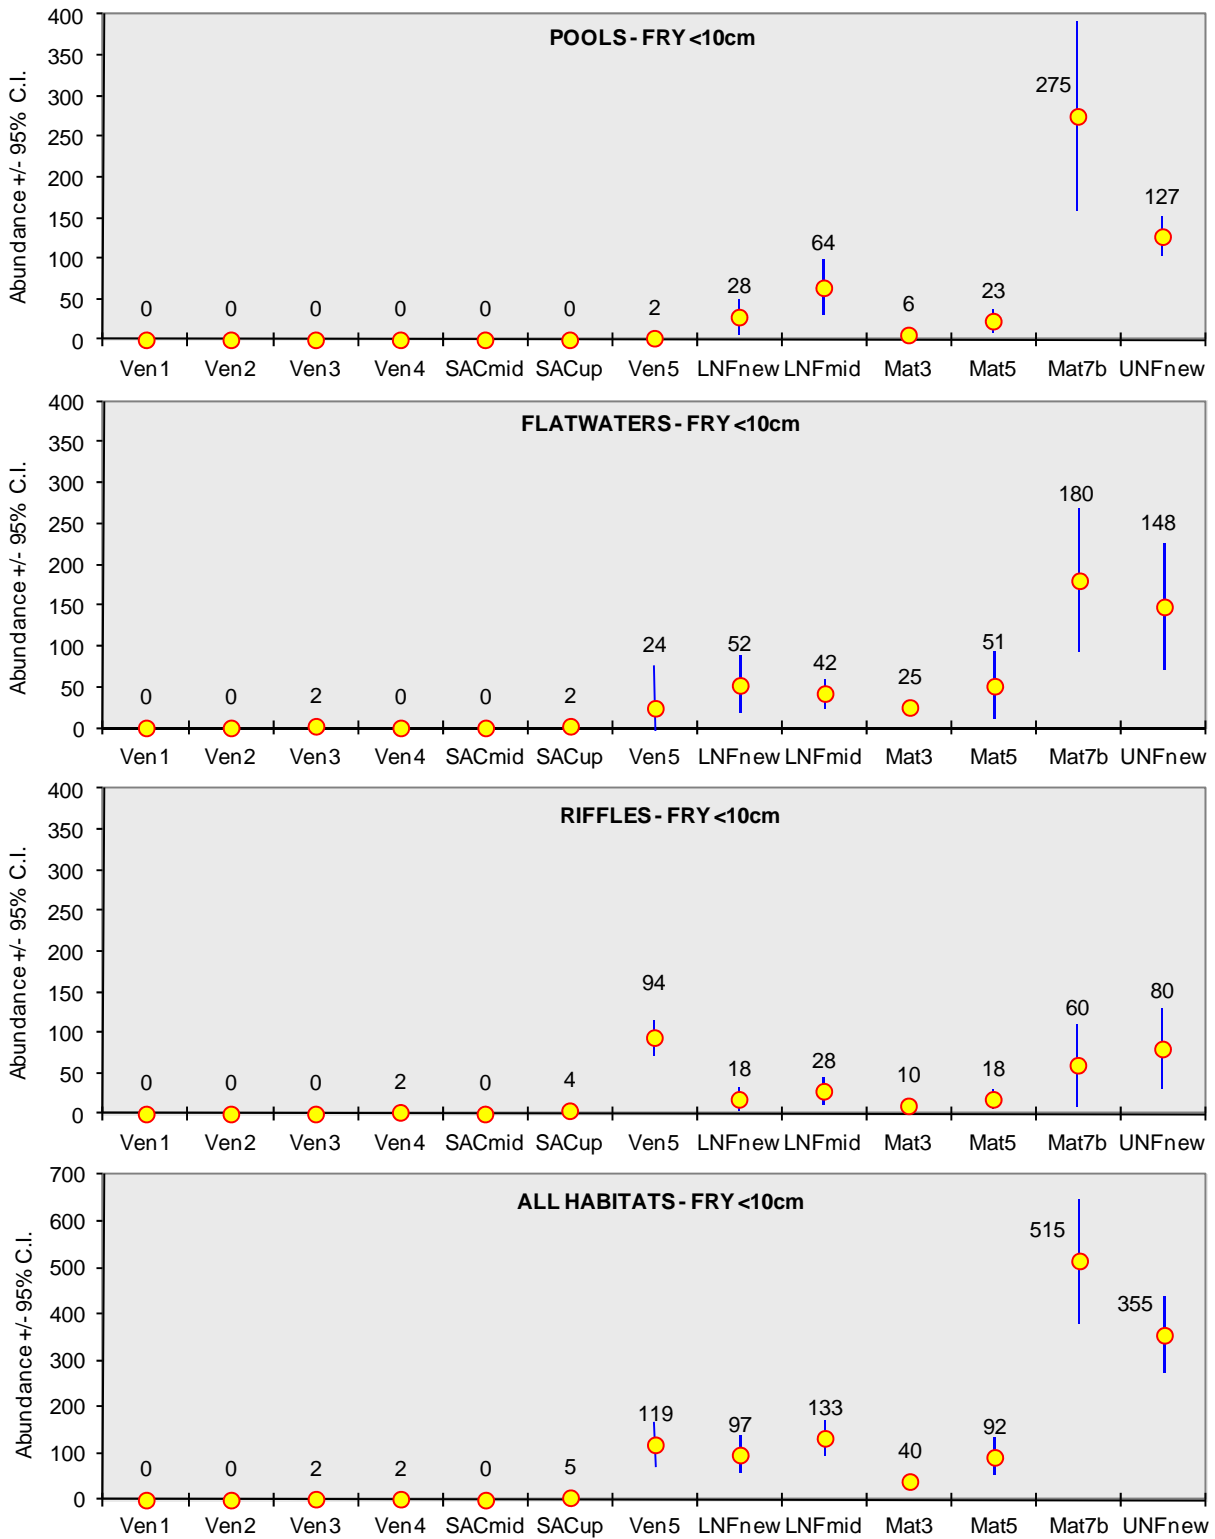 POOLS - FRY <10cm
Abundance +/- 95% C.I.
400
350
300
250
200
150
100
50
0
0 0 0 0 0 0 2 28 64 6 23 275 127
Ven1 Ven2 Ven3 Ven4 SACmid SACup Ven5 LNFnew LNFmid Mat3 Mat5 Mat7b UNFnew
FLATWATERS - FRY <10cm
Abundance +/- 95% C.I.
400
350
300
250
200
150
100
50
0
0 0 2 0 0 2 24 52 42 25 51 180 148
Ven1 Ven2 Ven3 Ven4 SACmid SACup Ven5 LNFnew LNFmid Mat3 Mat5 Mat7b UNFnew
RIFFLES - FRY <10cm
Abundance +/- 95% C.I.
400
350
300
250
200
150
100
50
0
0 0 0 2 0 4 94 18 28 10 18 60 80
Ven1 Ven2 Ven3 Ven4 SACmid SACup Ven5 LNFnew LNFmid Mat3 Mat5 Mat7b UNFnew
ALL HABITATS - FRY <10cm
Abundance +/- 95% C.I.
700
600
500
400
300
200
100
0
0 0 2 2 0 5 119 97 133 40 92 515 355
Ven1 Ven2 Ven3 Ven4 SACmid SACup Ven5 LNFnew LNFmid Mat3 Mat5 Mat7b UNFnew